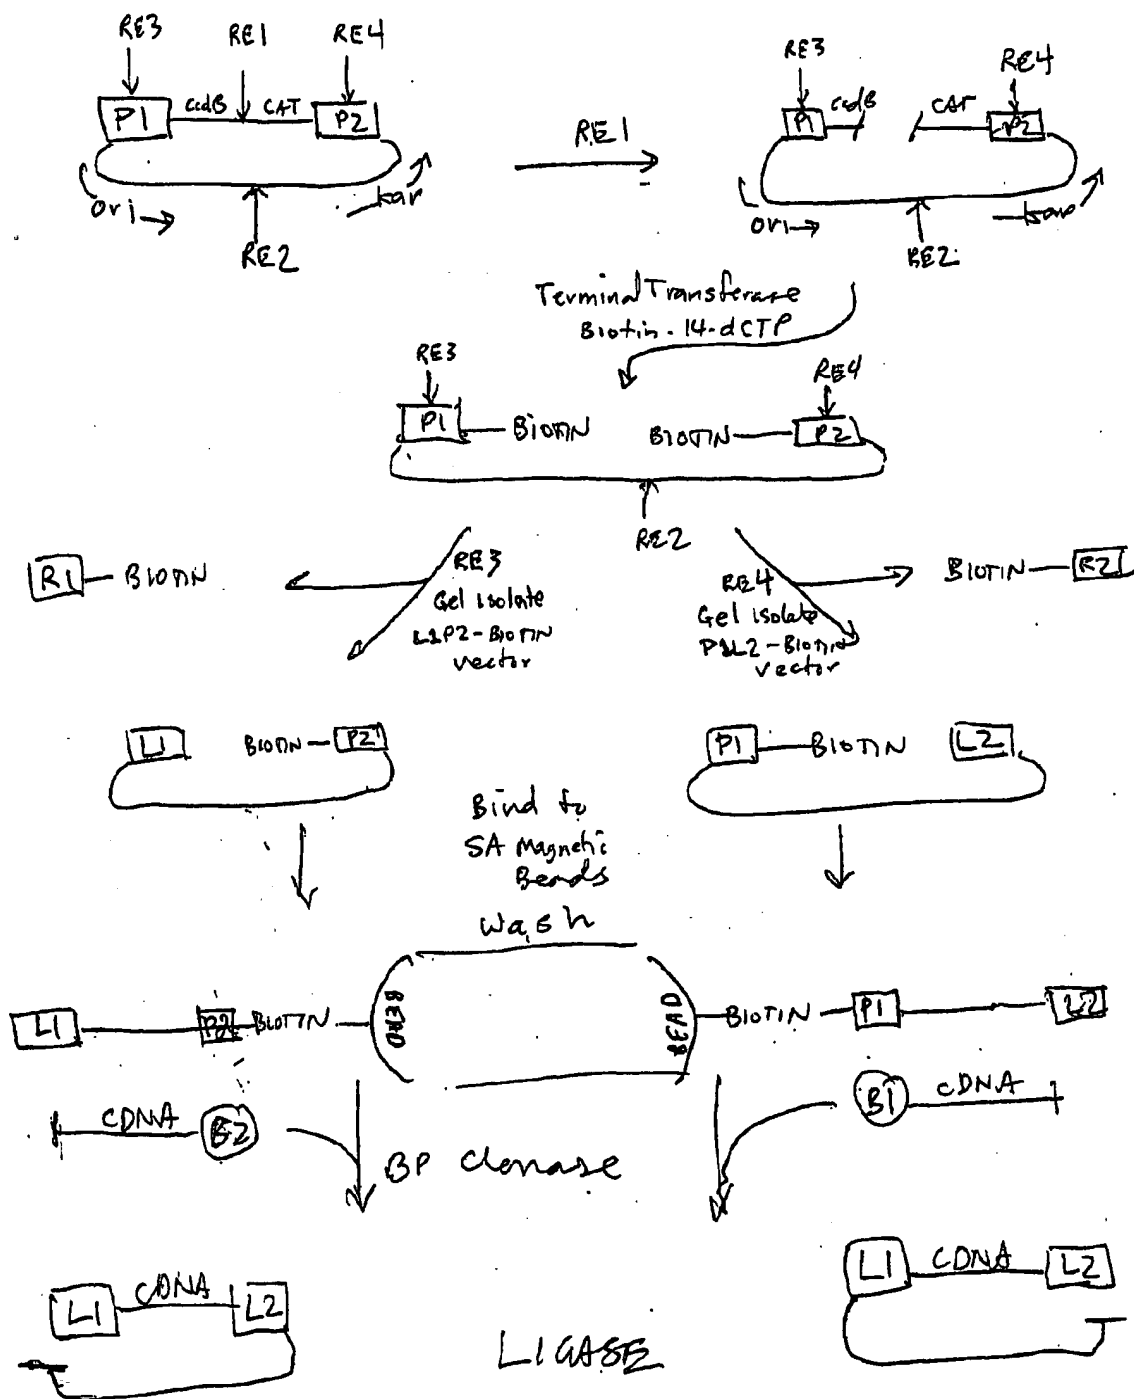 RE3 RE1 RE4
P1 ccdB CAT P2
ori → kan
RE2
RE1
RE3 RE4
P1 ccdB CAT P2
ori → kan
RE2
Terminal Transferase
Biotin-14-dCTP
RE3 RE4
P1 BIOTIN BIOTIN P2
RE2
R1 BIOTIN
RE3
Gel isolate
L1P2-BIOTIN
vector
RE4
Gel isolate
P1L2-BIOTIN
vector
BIOTIN R2
L1 BIOTIN P2
P1 BIOTIN L2
Bind to
SA Magnetic
Beads
Wash
L1 P2 BIOTIN BEAD
BEAD BIOTIN P1 L2
CDNA B2
B1 CDNA
BP Clonase
L1 CDNA L2
L1 CDNA L2
LIGASE